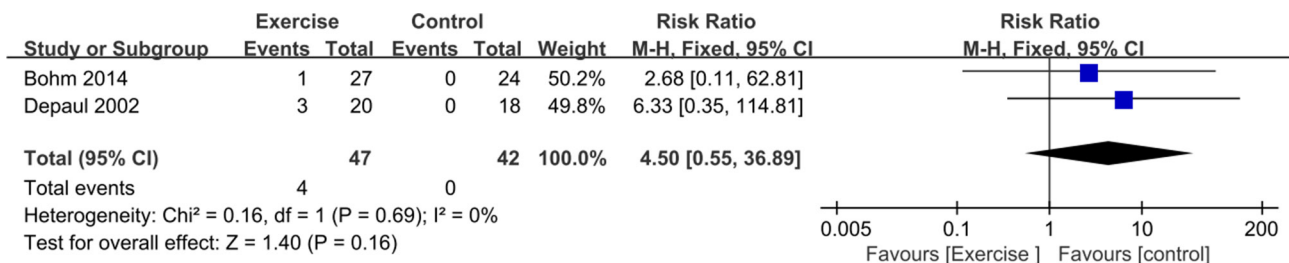 Exercise Control Risk Ratio Risk Ratio
Study or Subgroup Events Total Events Total Weight M-H, Fixed, 95% CI M-H, Fixed, 95% CI
Bohm 2014 1 27 0 24 50.2% 2.68 [0.11, 62.81]
Depaul 2002 3 20 0 18 49.8% 6.33 [0.35, 114.81]
Total (95% CI) 47 42 100.0% 4.50 [0.55, 36.89]
Total events 4 0
Heterogeneity: Chi² = 0.16, df = 1 (P = 0.69); I² = 0%
Test for overall effect: Z = 1.40 (P = 0.16)
0.005 0.1 1 10 200
Favours [Exercise ] Favours [control]